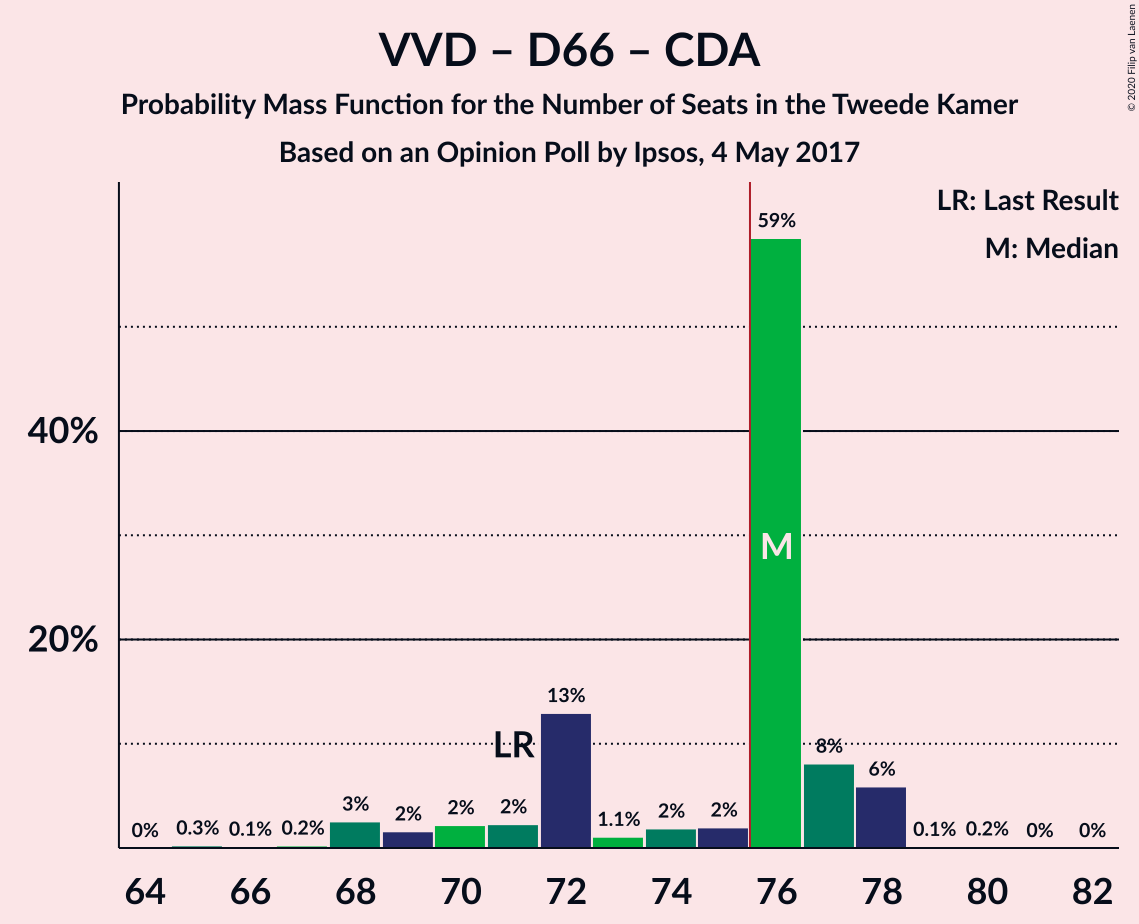 VVD – D66 – CDA
Probability Mass Function for the Number of Seats in the Tweede Kamer
Based on an Opinion Poll by Ipsos, 4 May 2017
© 2020 Filip van Laenen
LR: Last Result
M: Median
40%
20%
0%
0.3%
0.1%
0.2%
3%
2%
2%
2%
LR
13%
1.1%
2%
2%
59%
M
8%
6%
0.1%
0.2%
0%
0%
64 66 68 70 72 74 76 78 80 82